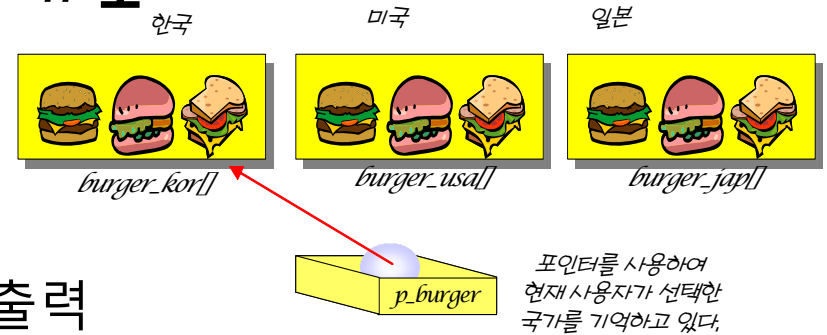 한국
미국
일본
burger_kor[]
burger_usa[]
burger_jap[]
p_burger
포인터를 사용하여
현재 사용자가 선택한
국가를 기억하고 있다.
출력